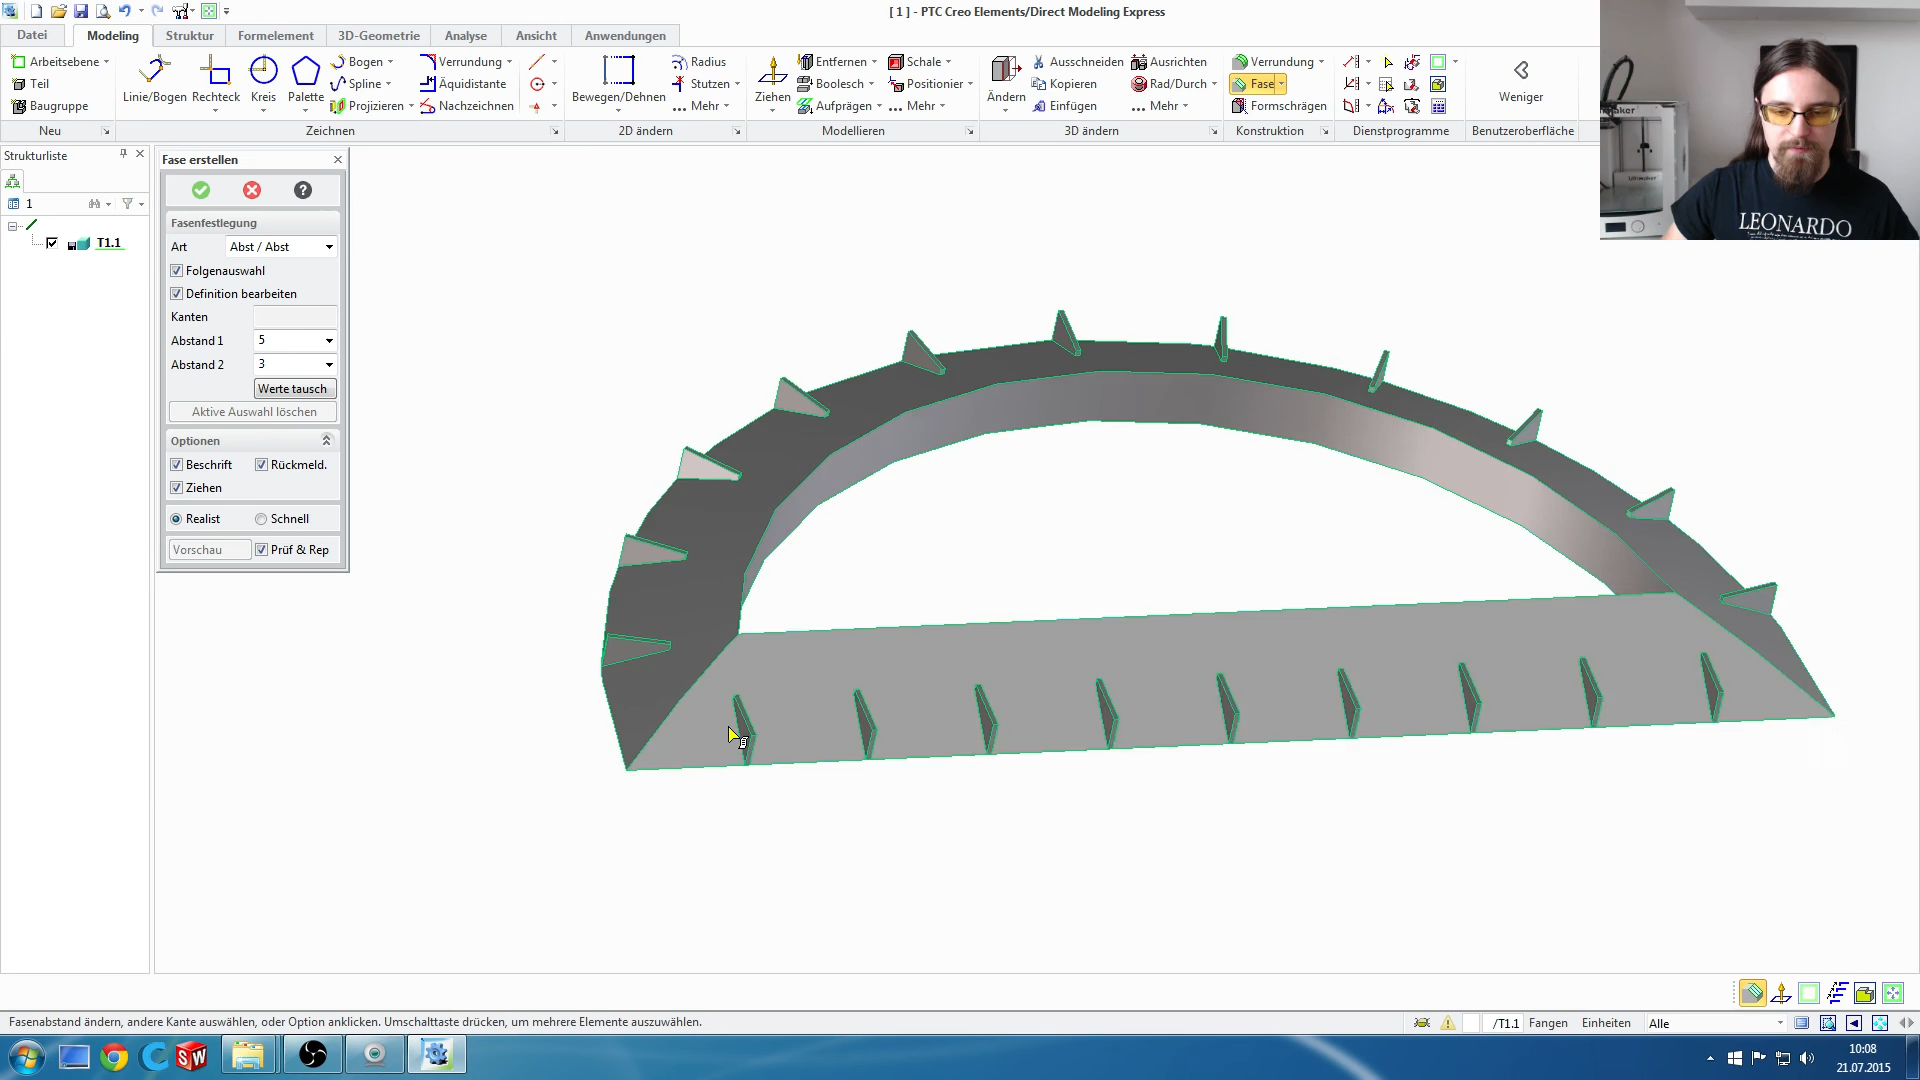 [ 1 ] - PTC Creo Elements/Direct Modeling Express
Datei
Modeling
Struktur
Formelement
3D-Geometrie
Analyse
Ansicht
Anwendungen
Arbeitsebene
Teil
Baugruppe
Neu
Linie/Bogen
Rechteck
Kreis
Palette
Bogen
Spline
Projizieren
Verrundung
Äquidistante
Nachzeichnen
Zeichnen
Bewegen/Dehnen
Radius
Stutzen
... Mehr
2D ändern
Ziehen
Entfernen
Boolesch
Aufprägen
Schale
Positionier
... Mehr
Modellieren
Ändern
Ausschneiden
Kopieren
Einfügen
Ausrichten
Rad/Durch
... Mehr
3D ändern
Verrundung
Fase
Formschrägen
Konstruktion
Dienstprogramme
Weniger
Benutzeroberfläche
Strukturliste
1
T1.1
Fase erstellen
Fasenfestlegung
Art
Abst / Abst
Folgenauswahl
Definition bearbeiten
Kanten
Abstand 1
5
Abstand 2
3
Werte tausch
Aktive Auswahl löschen
Optionen
Beschrift
Rückmeld.
Ziehen
Realist
Schnell
Vorschau
Prüf & Rep
LEONARDO
Fasenabstand ändern, andere Kante auswählen, oder Option anklicken. Umschalttaste drücken, um mehrere Elemente auszuwählen.
/T1.1
Fangen
Einheiten
Alle
10:08
21.07.2015